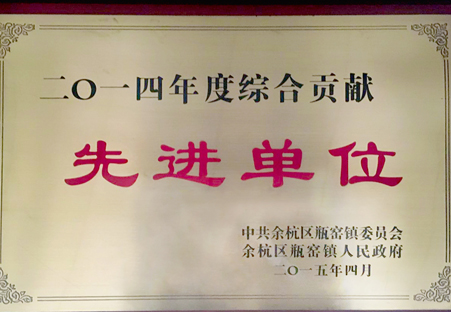 二〇一四年度综合贡献
先进单位
中共余杭区瓶窑镇委员会
余杭区瓶窑镇人民政府
二〇一五年四月